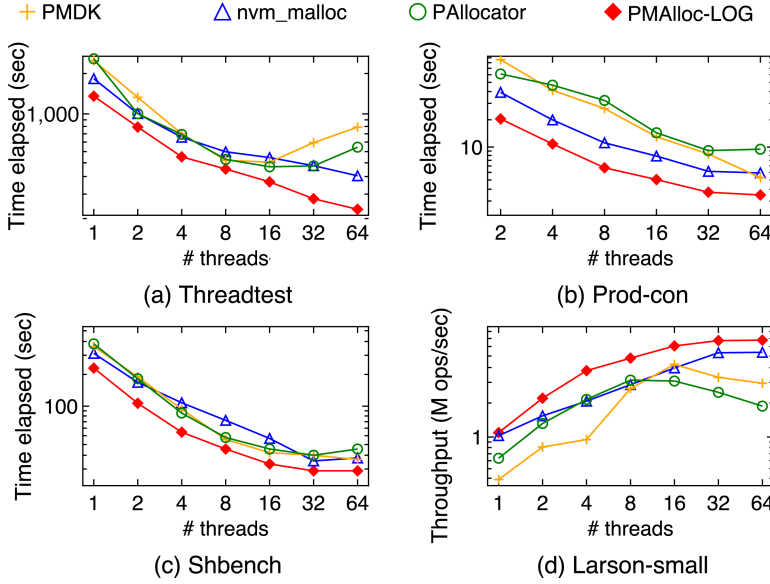 PMDK nvm_malloc PAllocator PMAlloc-LOG
Time elapsed (sec)
1,000
1 2 4 8 16 32 64
# threads
(a) Threadtest
Time elapsed (sec)
10
2 4 8 16 32 64
# threads
(b) Prod-con
Time elapsed (sec)
100
1 2 4 8 16 32 64
# threads
(c) Shbench
Throughput (M ops/sec)
1
1 2 4 8 16 32 64
# threads
(d) Larson-small